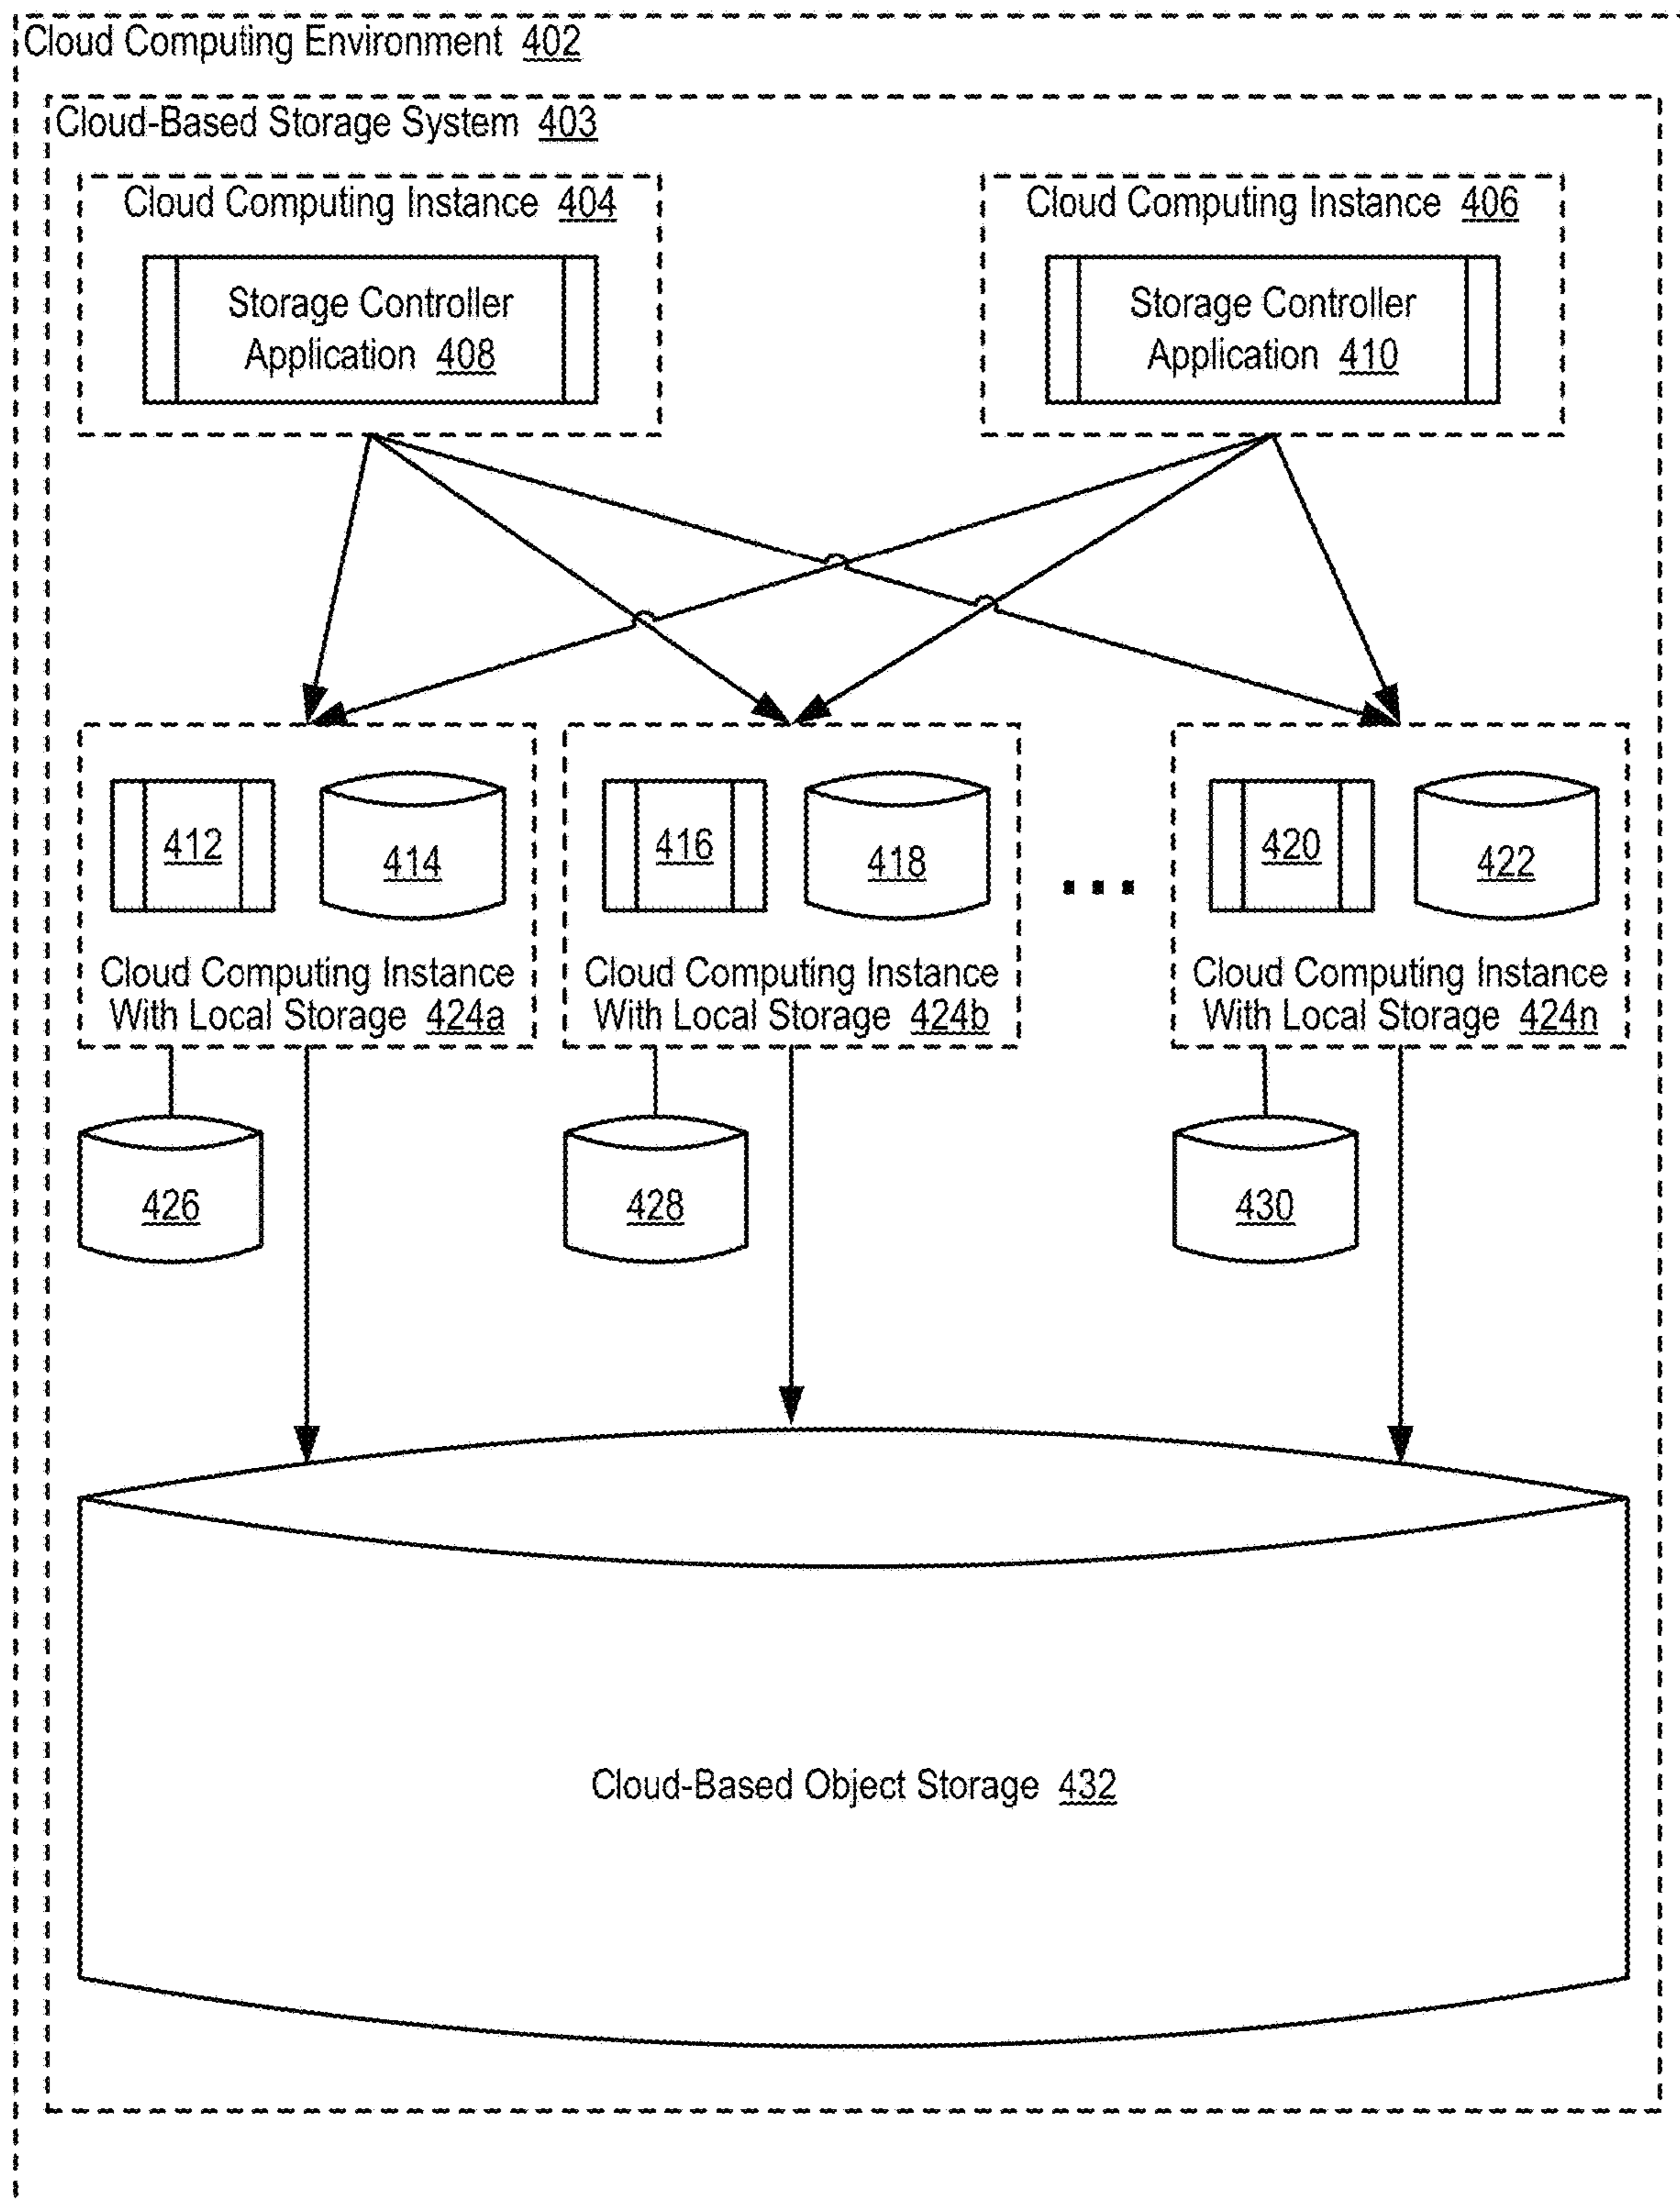 Cloud Computing Environment 402
Cloud-Based Storage System 403
Cloud Computing Instance 404
Storage Controller
Application 408
Cloud Computing Instance 406
Storage Controller
Application 410
412
414
Cloud Computing Instance
With Local Storage 424a
416
418
Cloud Computing Instance
With Local Storage 424b
...
420
422
Cloud Computing Instance
With Local Storage 424n
426
428
430
Cloud-Based Object Storage 432